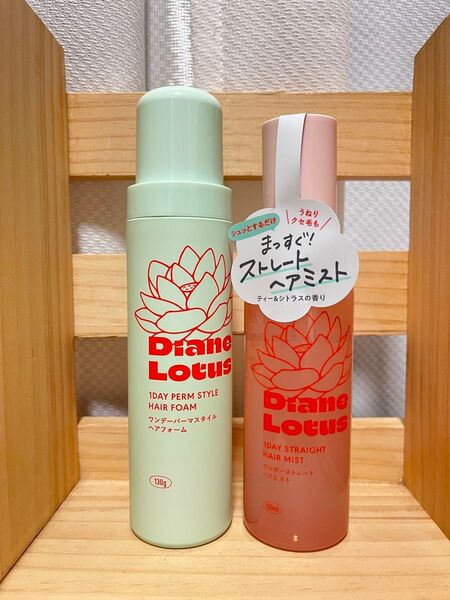 Diane
Lotus
1DAY PERM STYLE
HAIR FOAM
ワンデーパーマスタイル
ヘアフォーム
130g
シュッとするだけ
うねり
クセ毛も
まっすぐ!
ストレート
ヘアミスト
ティー&シトラスの香り
Diane
Lotus
1DAY STRAIGHT
HAIR MIST
ワンデーストレート
ヘアミスト
110ml